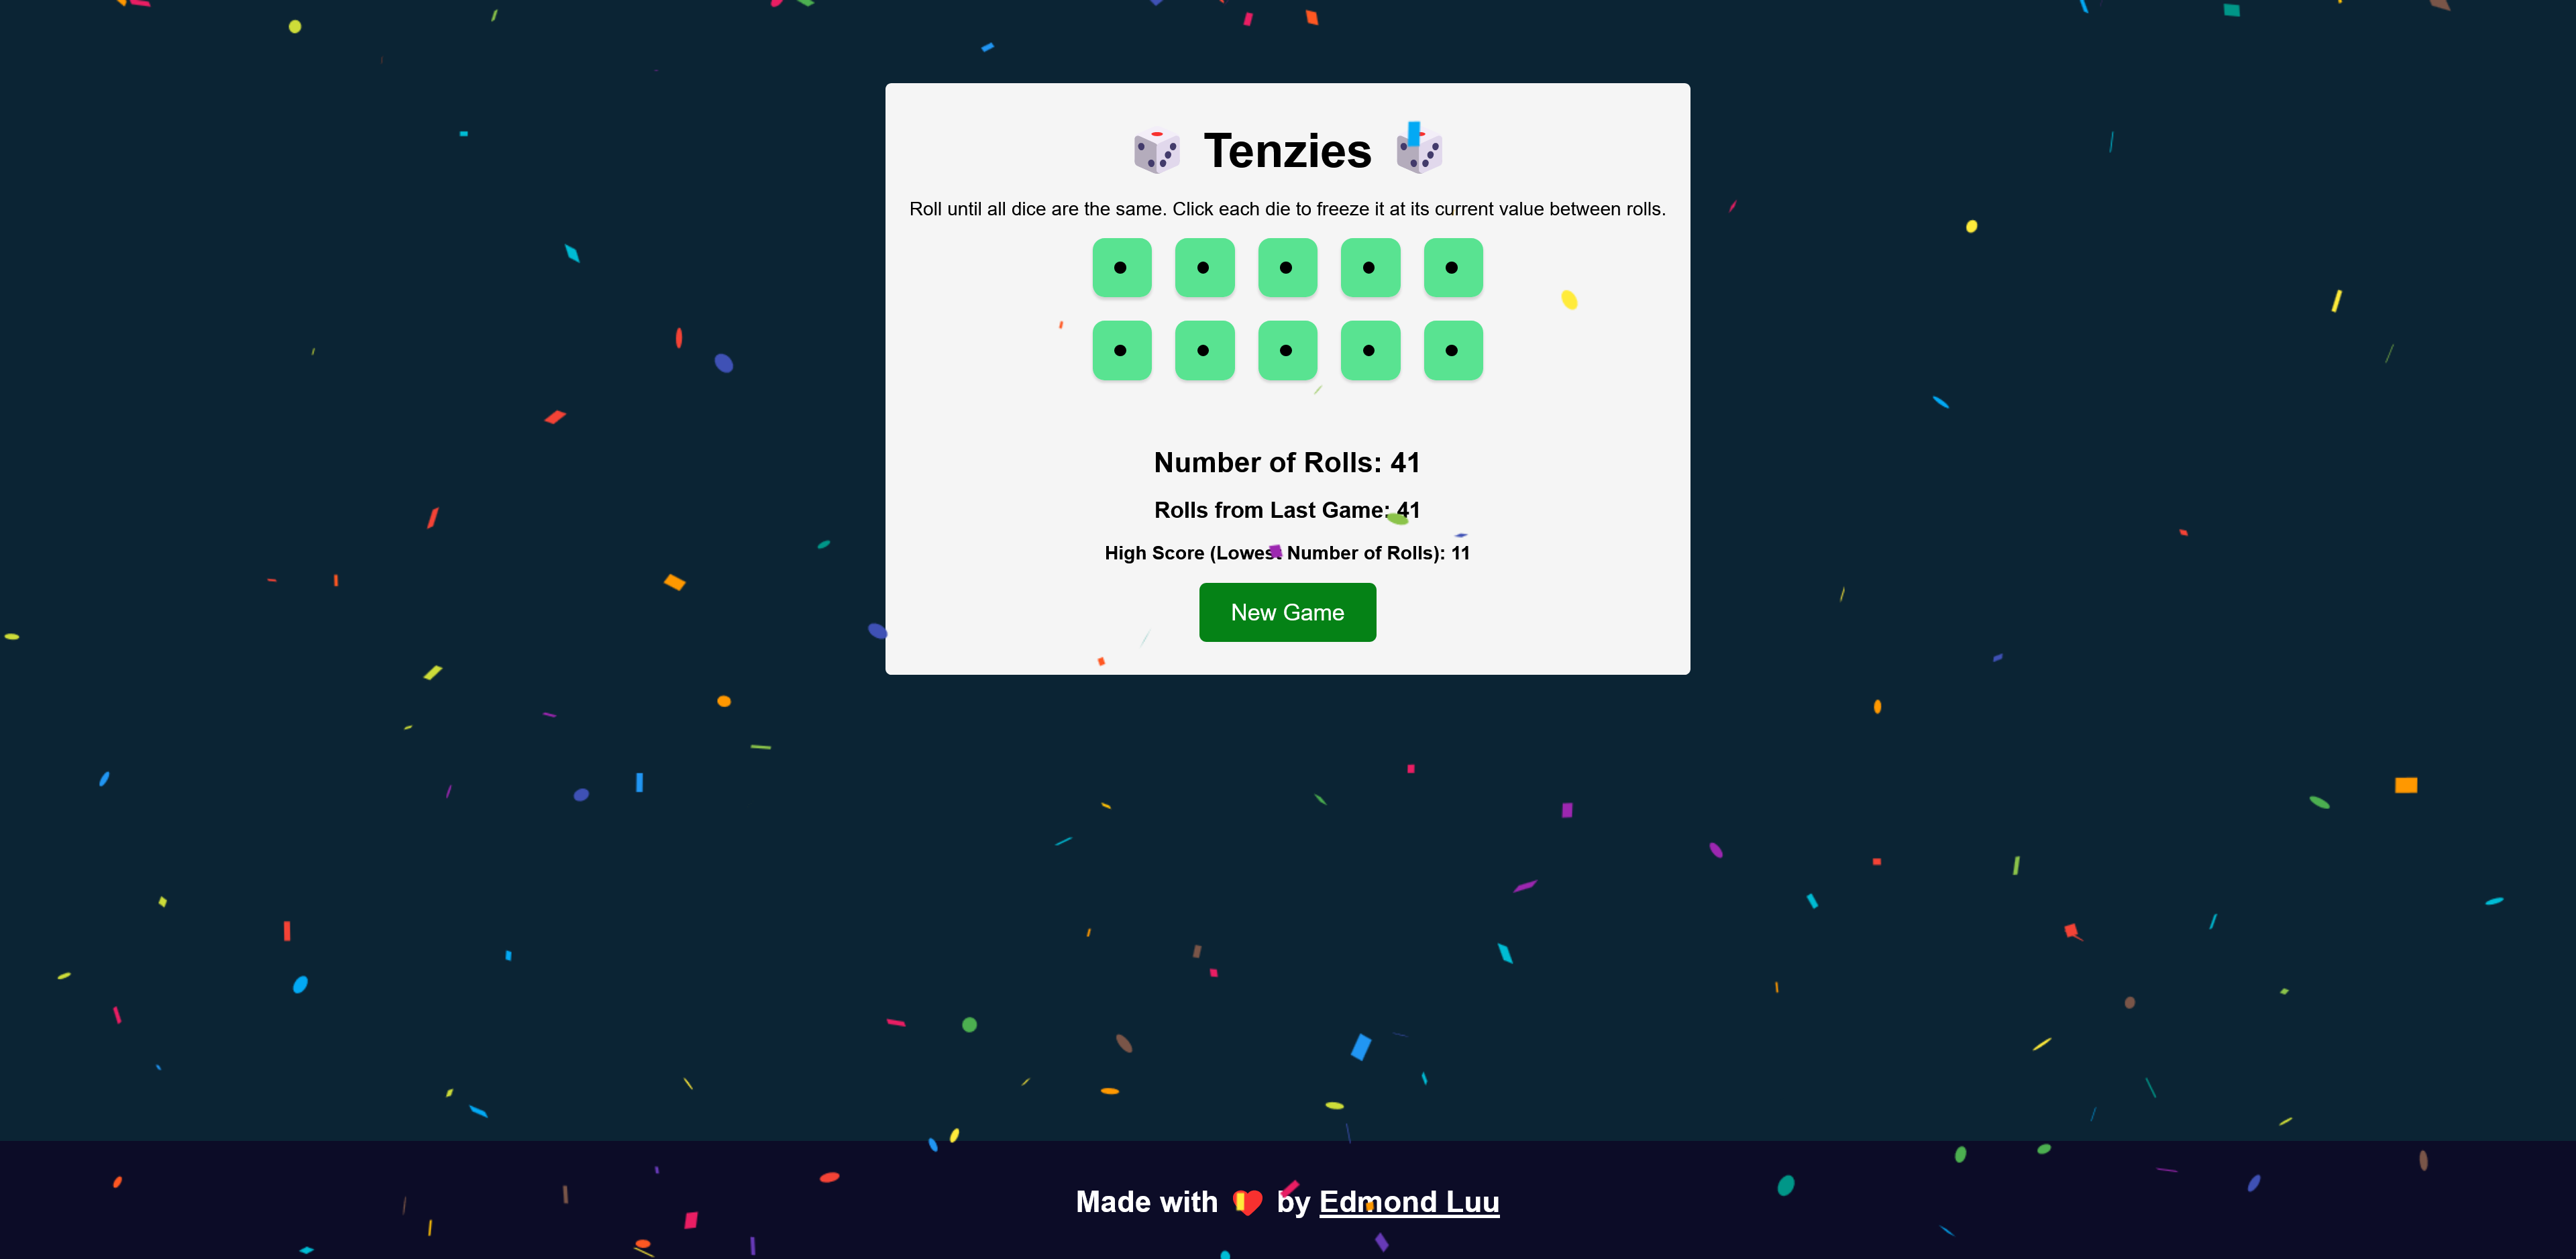 Tenzies
Roll until all dice are the same. Click each die to freeze it at its current value between rolls.
Number of Rolls: 41
Rolls from Last Game: 41
High Score (Lowest Number of Rolls): 11
New Game
Made with ❤️ by Edmond Luu